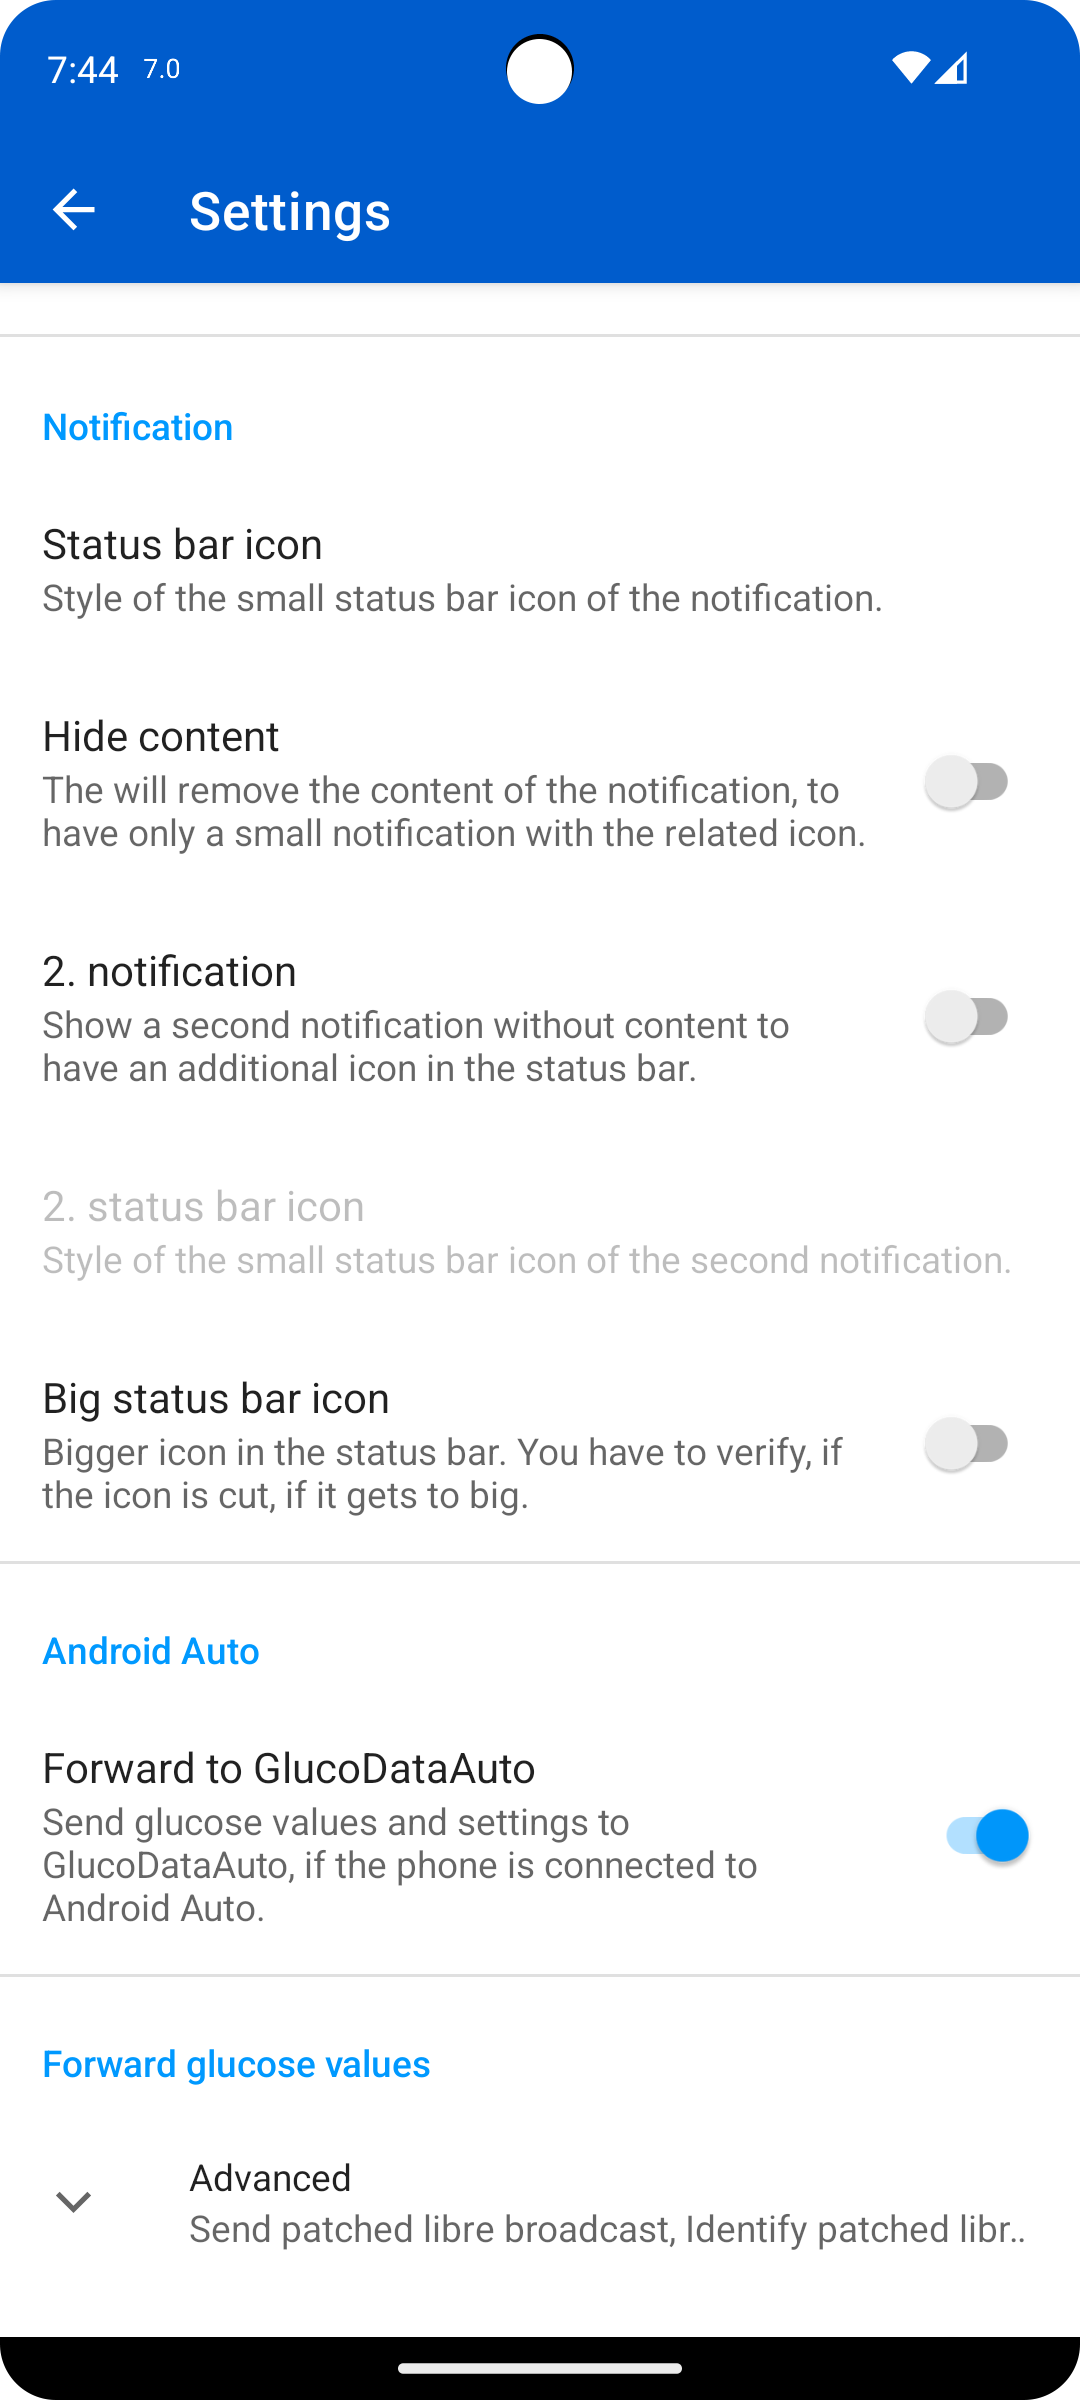 7:44 7.0
Settings
Notification
Status bar icon
Style of the small status bar icon of the notification.
Hide content
The will remove the content of the notification, to
have only a small notification with the related icon.
2. notification
Show a second notification without content to
have an additional icon in the status bar.
2. status bar icon
Style of the small status bar icon of the second notification.
Big status bar icon
Bigger icon in the status bar. You have to verify, if
the icon is cut, if it gets to big.
Android Auto
Forward to GlucoDataAuto
Send glucose values and settings to
GlucoDataAuto, if the phone is connected to
Android Auto.
Forward glucose values
Advanced
Send patched libre broadcast, Identify patched libr..